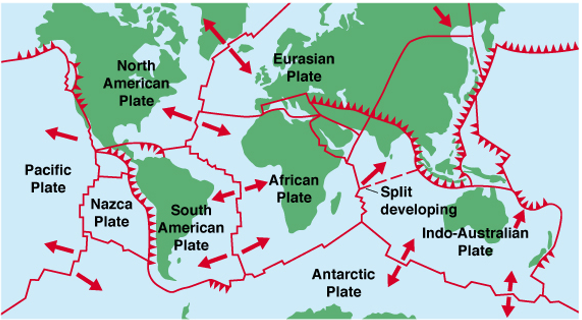 North
American
Plate
Eurasian
Plate
Pacific
Plate
Nazca
Plate
South
American
Plate
African
Plate
Split
developing
Indo-Australian
Plate
Antarctic
Plate